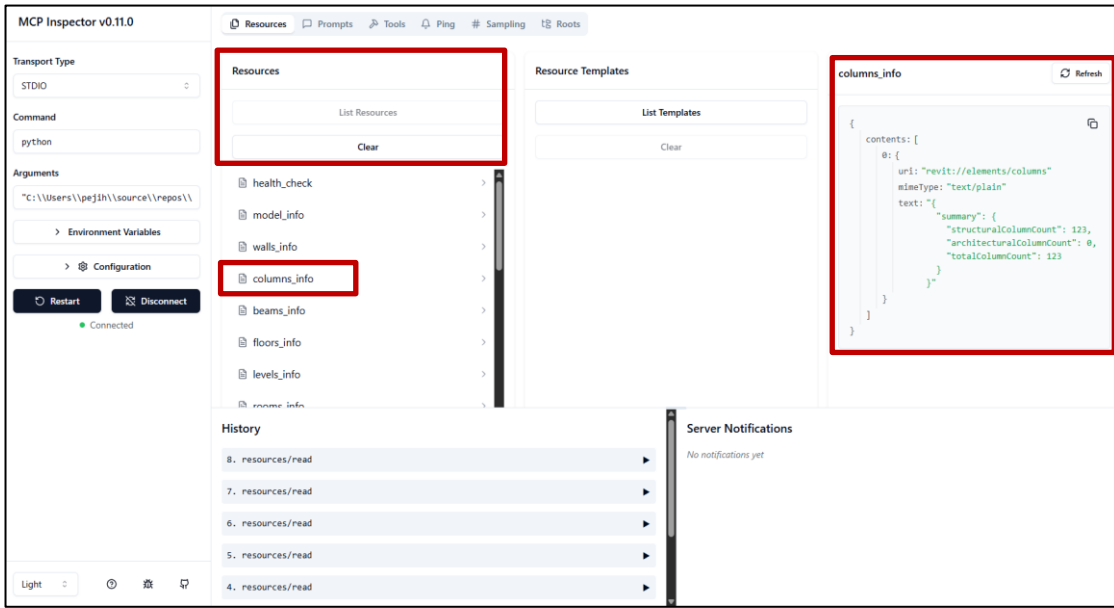 MCP Inspector v0.11.0
Resources Prompts Tools Ping Sampling Roots
Transport Type
STDIO
Command
python
Arguments
"C:\\Users\\pejih\\source\\repos\\
Environment Variables
Configuration
Restart Disconnect
Connected
Light
Resources
List Resources
Clear
health_check
model_info
walls_info
columns_info
beams_info
floors_info
levels_info
rooms_info
Resource Templates
List Templates
Clear
columns_info Refresh
{
contents: [
0: {
uri: "revit://elements/columns"
mimeType: "text/plain"
text: "{
"summary": {
"structuralColumnCount": 123,
"architecturalColumnCount": 0,
"totalColumnCount": 123
}
}"
}
]
}
History
8. resources/read
7. resources/read
6. resources/read
5. resources/read
4. resources/read
Server Notifications
No notifications yet